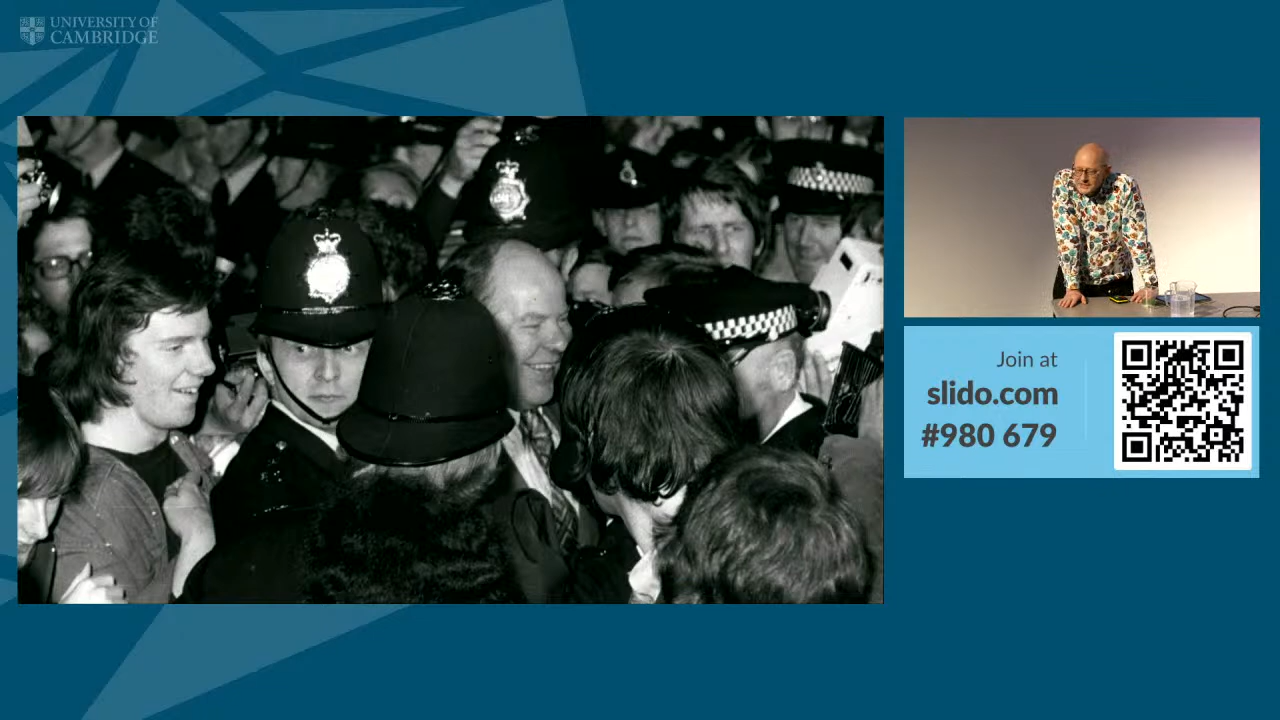 UNIVERSITY OF
CAMBRIDGE
Join at
slido.com
#980 679